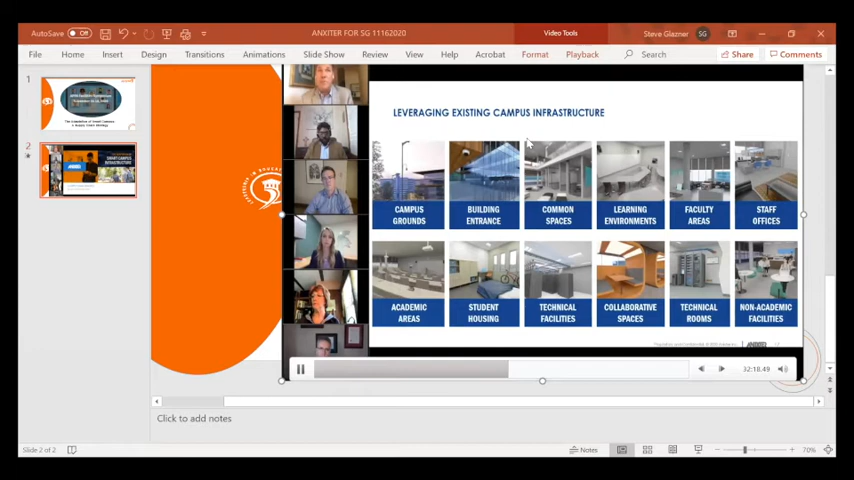 AutoSave Off
ANXITER FOR SG 11162020
Video Tools
Steve Glazner SG
File Home Insert Design Transitions Animations Slide Show Review View Help Acrobat Format Playback Search Share Comments
1
2
LEVERAGING EXISTING CAMPUS INFRASTRUCTURE
CAMPUS
GROUNDS
BUILDING
ENTRANCE
COMMON
SPACES
LEARNING
ENVIRONMENTS
FACULTY
AREAS
STAFF
OFFICES
ACADEMIC
AREAS
STUDENT
HOUSING
TECHNICAL
FACILITIES
COLLABORATIVE
SPACES
TECHNICAL
ROOMS
NON-ACADEMIC
FACILITIES
ANIXTER
32:18.49
Click to add notes
Slide 2 of 2
Notes
70%